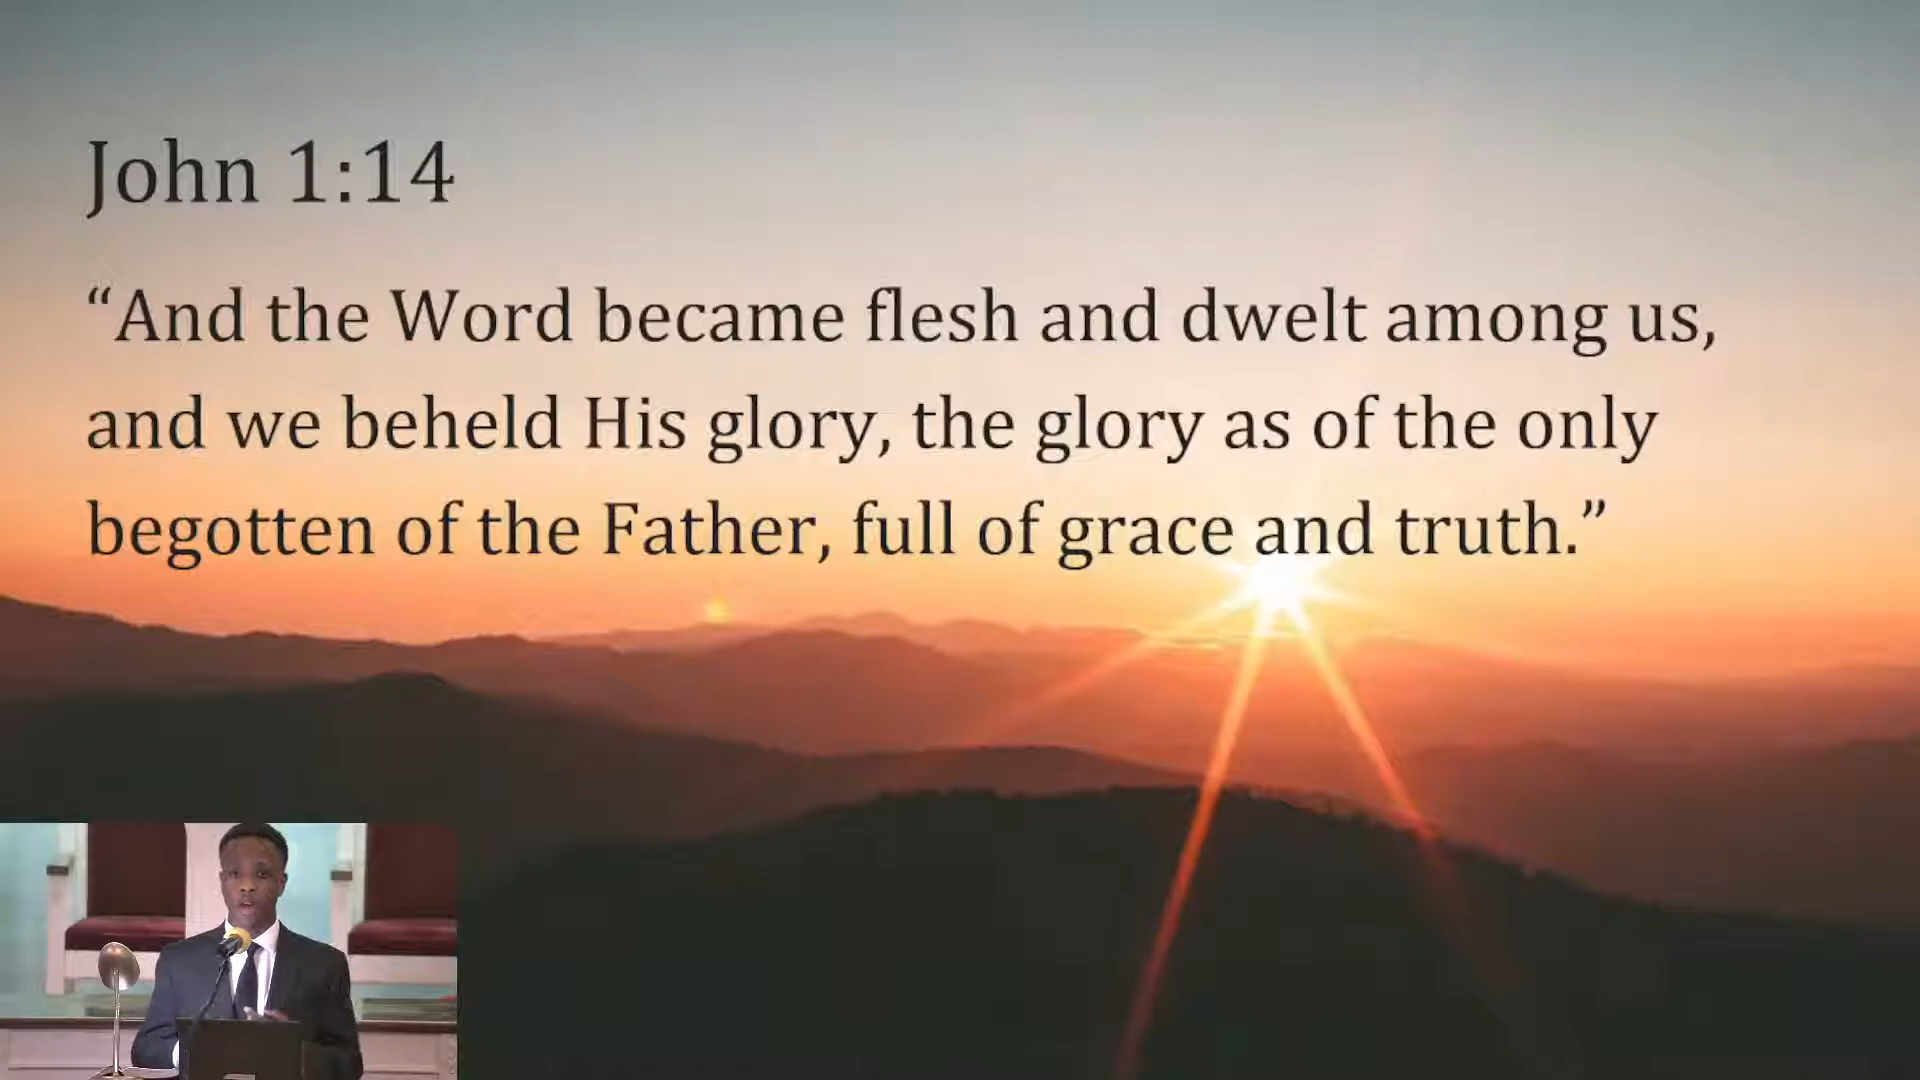 John 1:14
“And the Word became flesh and dwelt among us,
and we beheld His glory, the glory as of the only
begotten of the Father, full of grace and truth.”